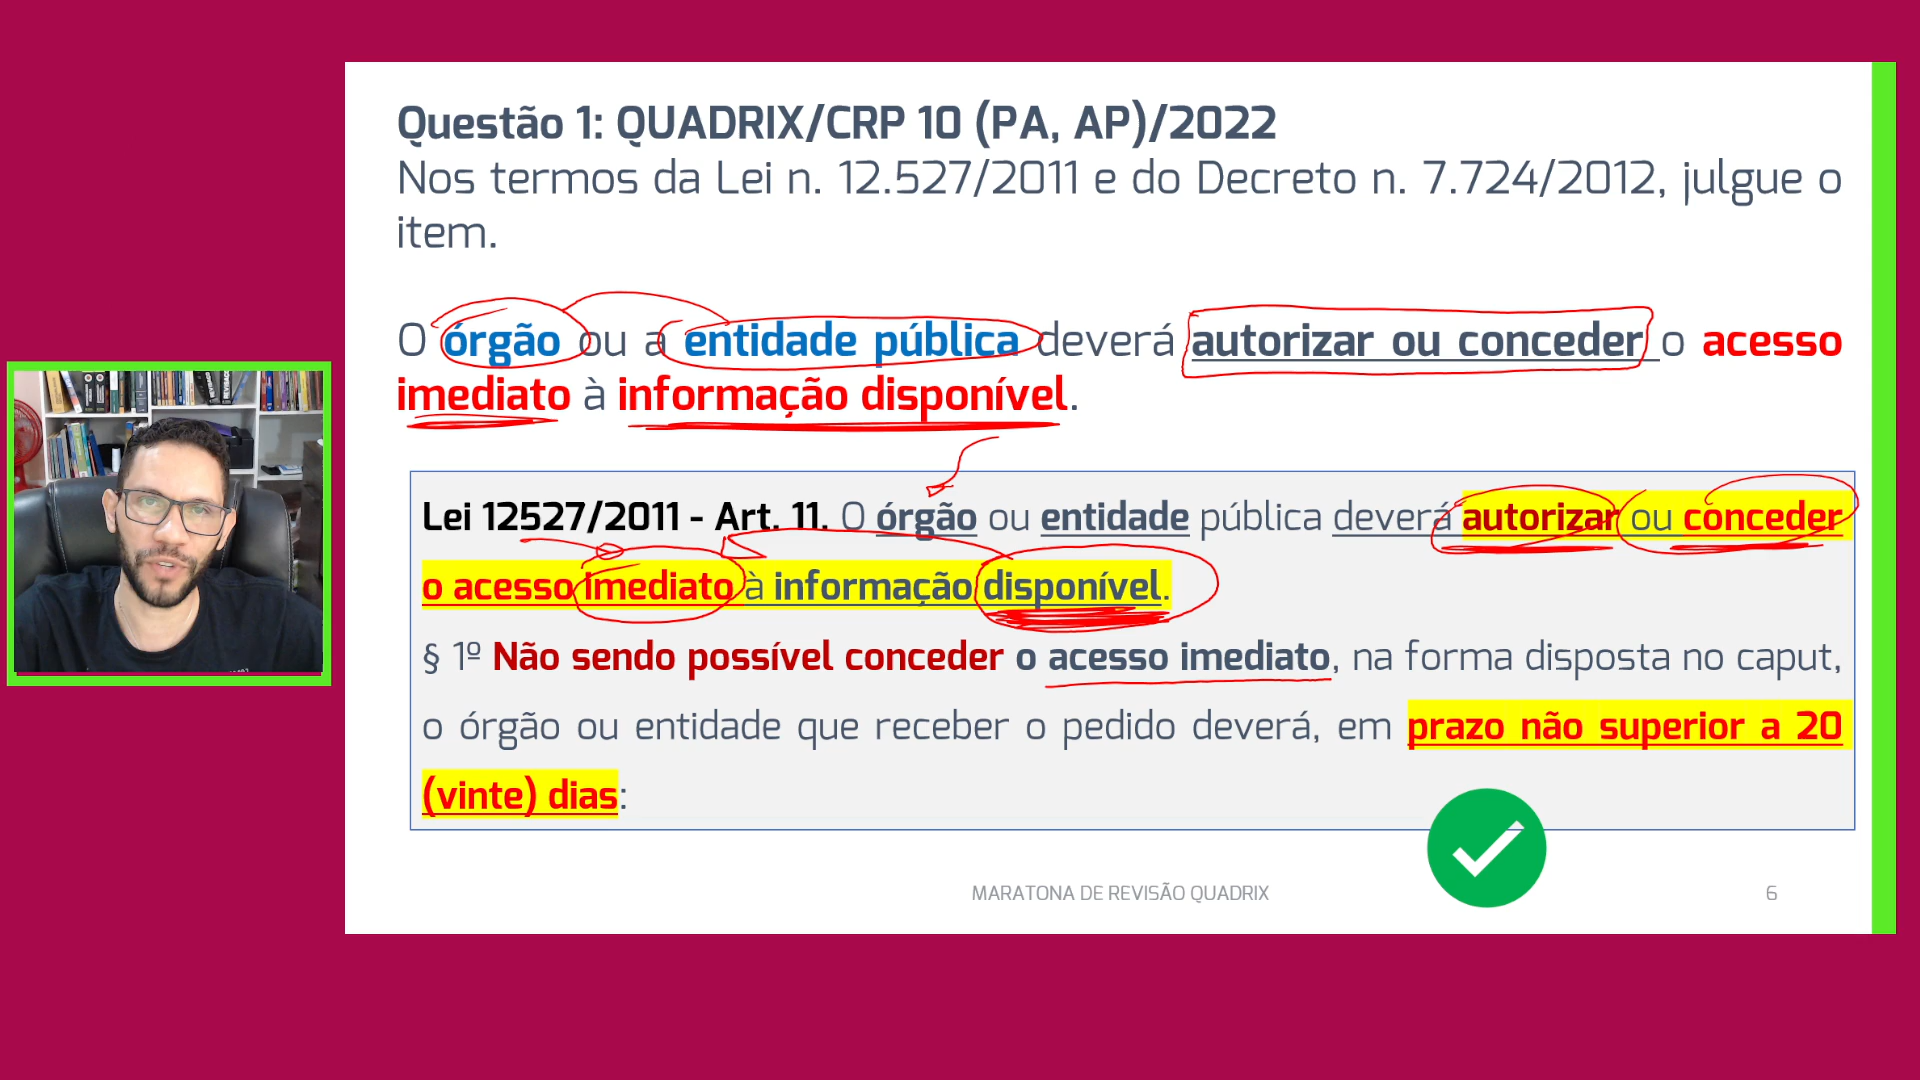 Questão 1: QUADRIX/CRP 10 (PA, AP)/2022
Nos termos da Lei n. 12.527/2011 e do Decreto n. 7.724/2012, julgue o
item.
O órgão ou a entidade pública deverá autorizar ou conceder o acesso
imediato à informação disponível.
Lei 12527/2011 - Art. 11. O órgão ou entidade pública deverá autorizar ou conceder
o acesso imediato à informação disponível.
§ 1º Não sendo possível conceder o acesso imediato, na forma disposta no caput,
o órgão ou entidade que receber o pedido deverá, em prazo não superior a 20
(vinte) dias:
MARATONA DE REVISÃO QUADRIX
6